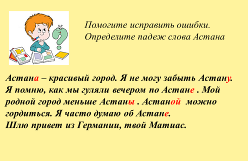 Помогите исправить ошибки.
Определите падеж слова Астана
Астана – красивый город. Я не могу забыть Астану.
Я помню, как мы гуляли вечером по Астане . Мой
родной город меньше Астаны . Астаной можно
гордиться. Я часто думаю об Астане.
Шлю привет из Германии, твой Матиас.